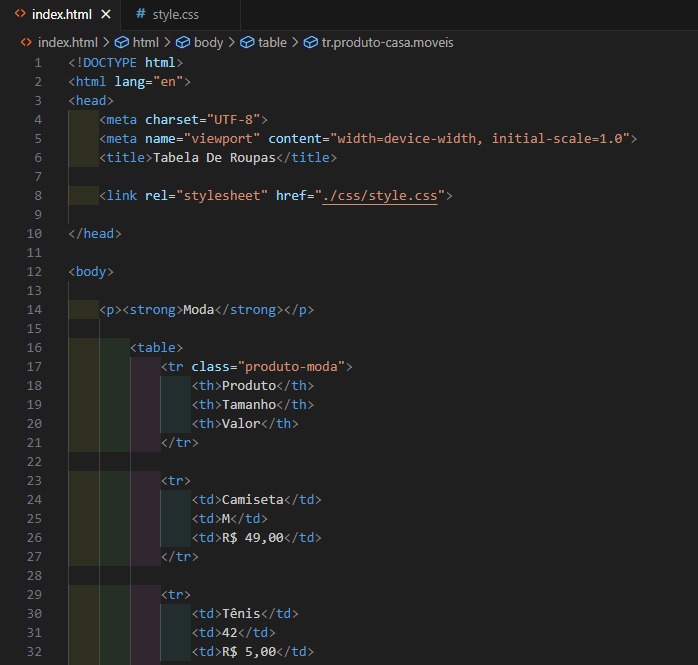 index.html
style.css
index.html > html > body > table > tr.produto-casa.moveis
1 <!DOCTYPE html>
2 <html lang="en">
3 <head>
4 <meta charset="UTF-8">
5 <meta name="viewport" content="width=device-width, initial-scale=1.0">
6 <title>Tabela De Roupas</title>
7
8 <link rel="stylesheet" href="./css/style.css">
9
10 </head>
11
12 <body>
13
14 <p><strong>Moda</strong></p>
15
16 <table>
17 <tr class="produto-moda">
18 <th>Produto</th>
19 <th>Tamanho</th>
20 <th>Valor</th>
21 </tr>
22
23 <tr>
24 <td>Camiseta</td>
25 <td>M</td>
26 <td>R$ 49,00</td>
27 </tr>
28
29 <tr>
30 <td>Tênis</td>
31 <td>42</td>
32 <td>R$ 5,00</td>